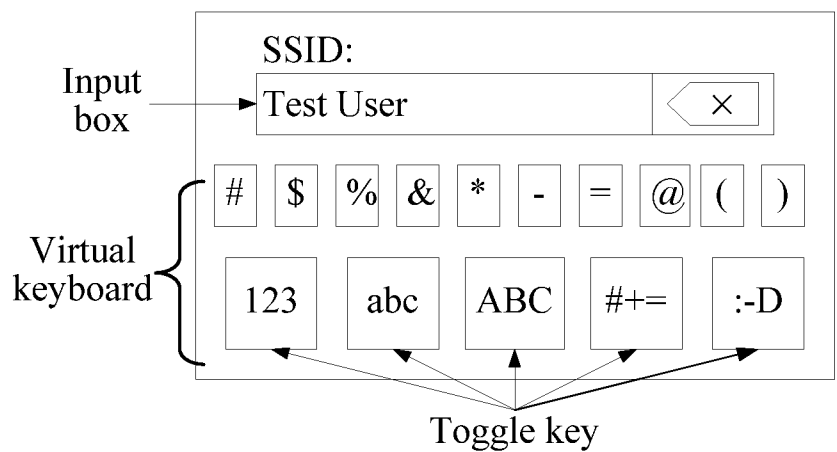 SSID:
Input box
Test User
×
# $ % & * - = @ ( )
Virtual keyboard
123 abc ABC #+= :-D
Toggle key